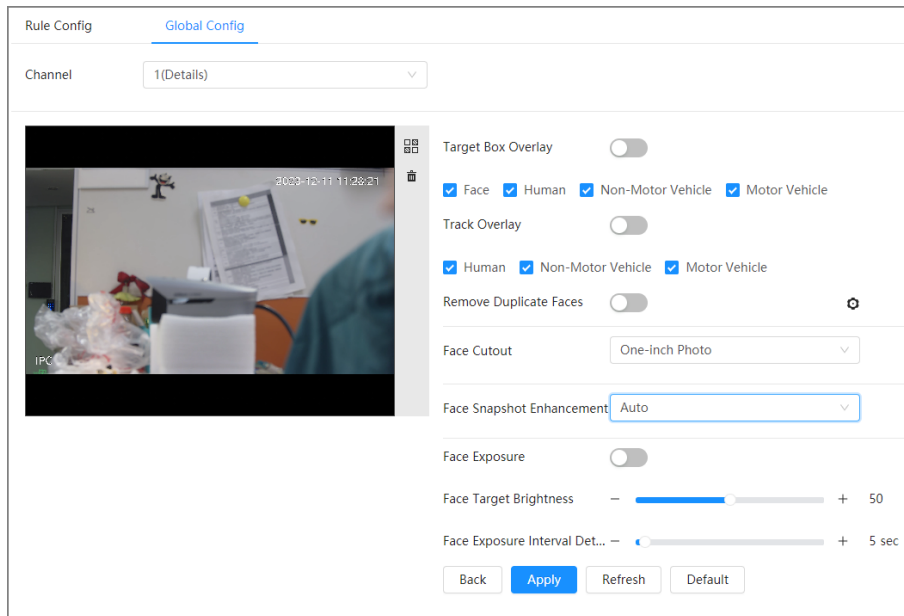 Rule Config Global Config
Channel 1(Details)
2023-12-11 11:28:21
26
IPC
Target Box Overlay
Face Human Non-Motor Vehicle Motor Vehicle
Track Overlay
Human Non-Motor Vehicle Motor Vehicle
Remove Duplicate Faces
Face Cutout One-inch Photo
Face Snapshot Enhancement Auto
Face Exposure
Face Target Brightness − + 50
Face Exposure Interval Det... − + 5 sec
Back Apply Refresh Default